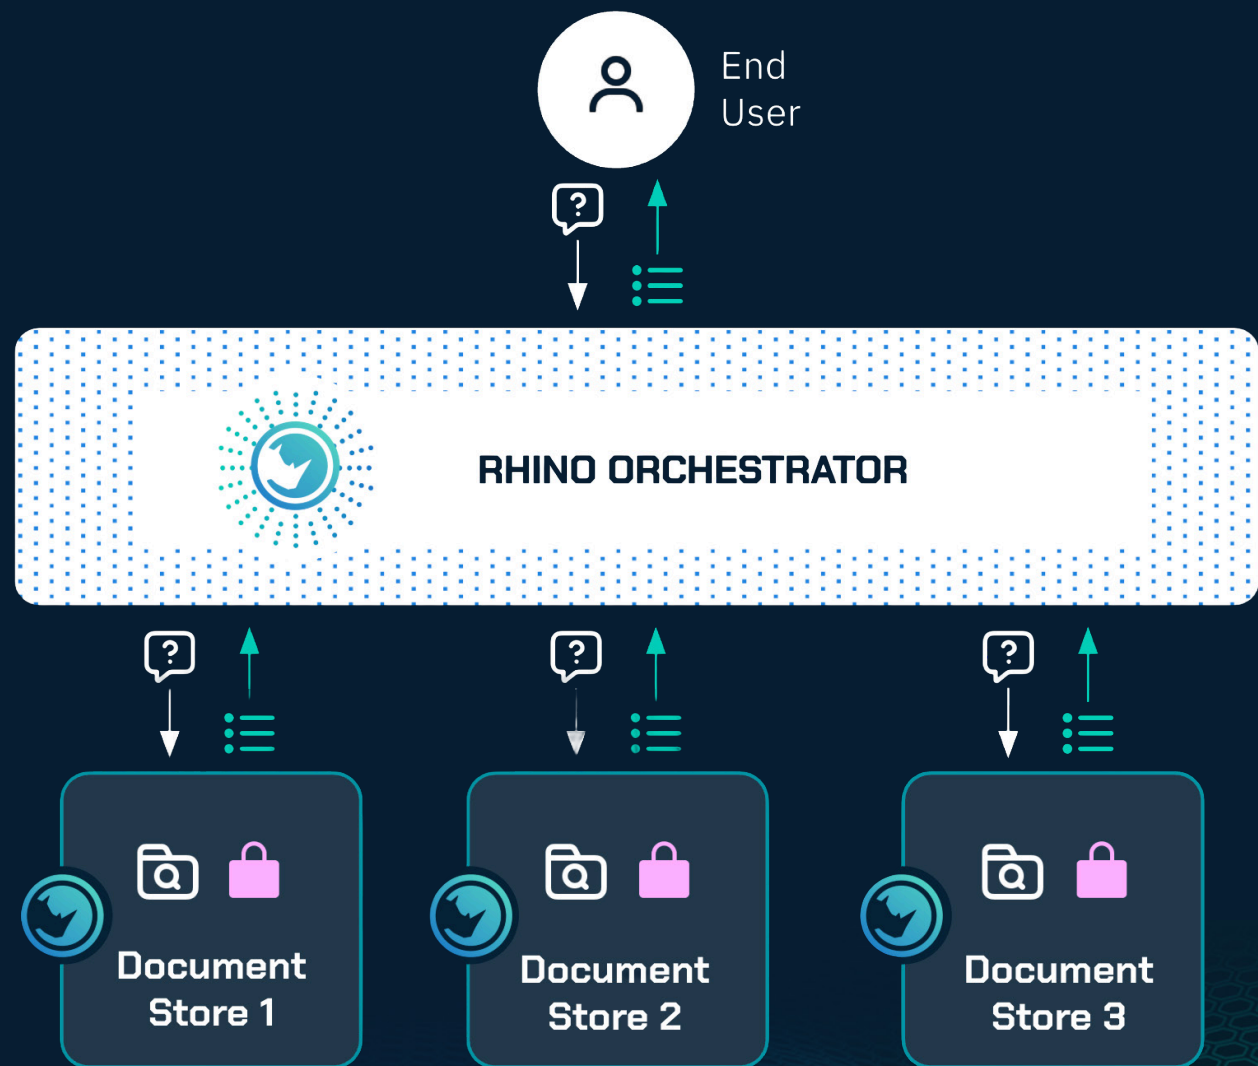 End
User
RHINO ORCHESTRATOR
Document
Store 1
Document
Store 2
Document
Store 3